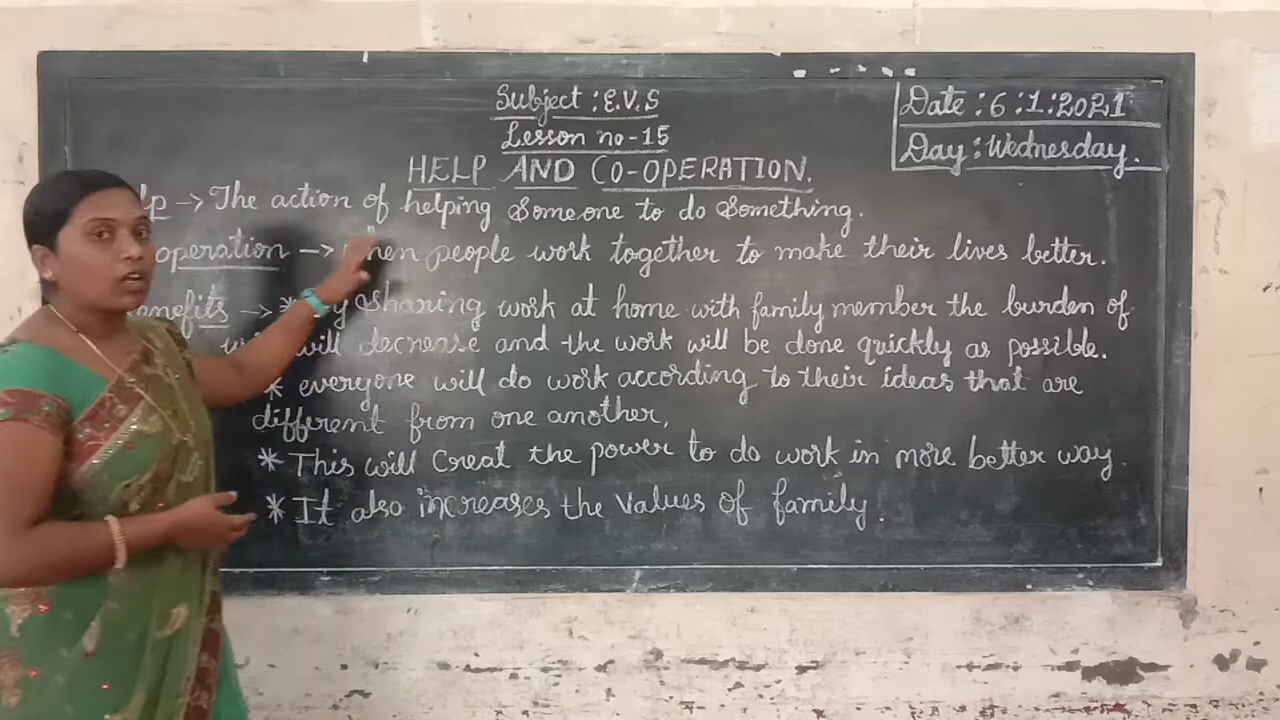 Subject : E.V.S
Lesson no-15
Date : 6 : 1 : 2021
Day : Wednesday.
HELP AND CO-OPERATION.
lp → The action of helping someone to do something.
operation → when people work together to make their lives better.
enefits → * By sharing work at home with family member the burden of
will decrease and the work will be done quickly as possible.
* everyone will do work according to their ideas that are
different from one another,
* This will Creat the power to do work in more better way.
* It also increases the values of family.